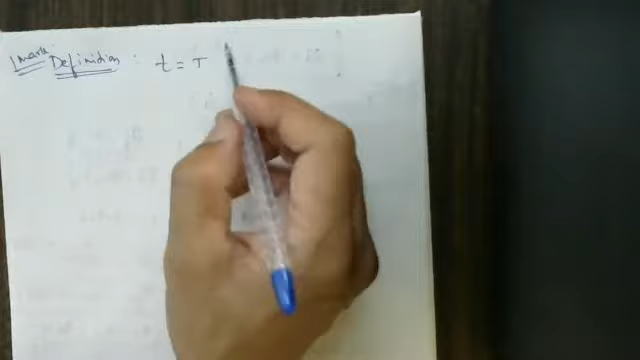 1 mark Definition : t = T